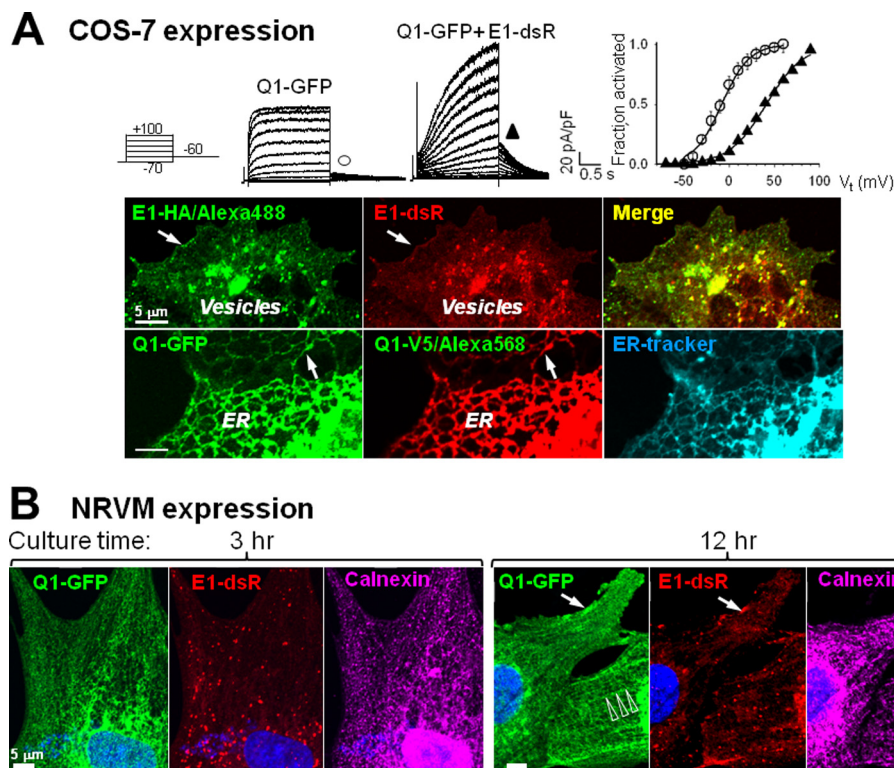 A COS-7 expression
Q1-GFP
Q1-GFP+E1-dsR
+100
-60
-70
20 pA/pF
0.5 s
Fraction activated
1.0
.5
0.0
-50 0 50 100
Vt (mV)
E1-HA/Alexa488
E1-dsR
Merge
Vesicles
Vesicles
5 μm
Q1-GFP
Q1-V5/Alexa568
ER-tracker
ER
B NRVM expression
Culture time: 3 hr 12 hr
Q1-GFP
E1-dsR
Calnexin
Q1-GFP
E1-dsR
Calnexin
5 μm